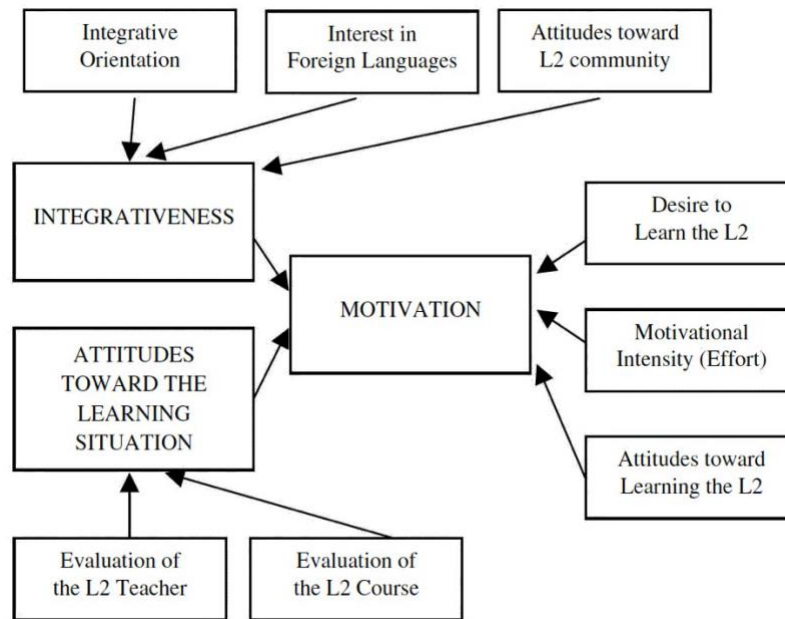 Integrative
Orientation
Interest in
Foreign Languages
Attitudes toward
L2 community
INTEGRATIVENESS
Desire to
Learn the L2
MOTIVATION
Motivational
Intensity (Effort)
ATTITUDES
TOWARD THE
LEARNING
SITUATION
Attitudes toward
Learning the L2
Evaluation of
the L2 Teacher
Evaluation of
the L2 Course